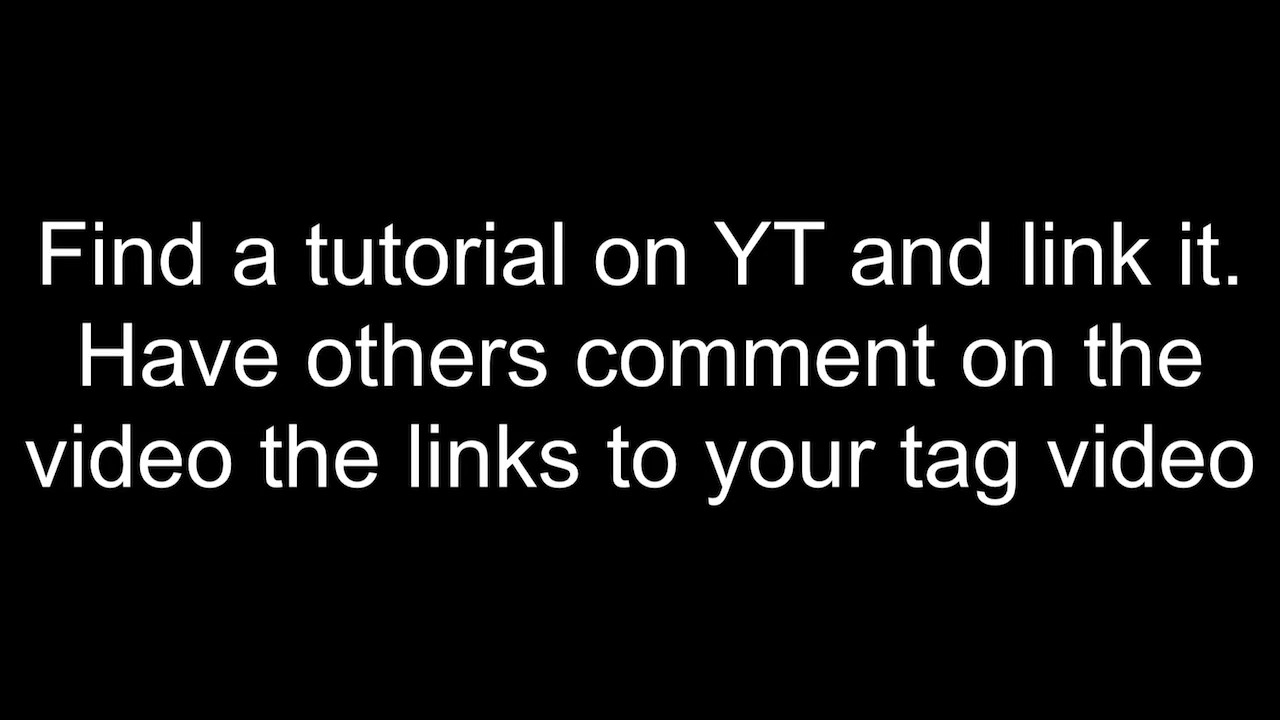 Find a tutorial on YT and link it.
Have others comment on the
video the links to your tag video